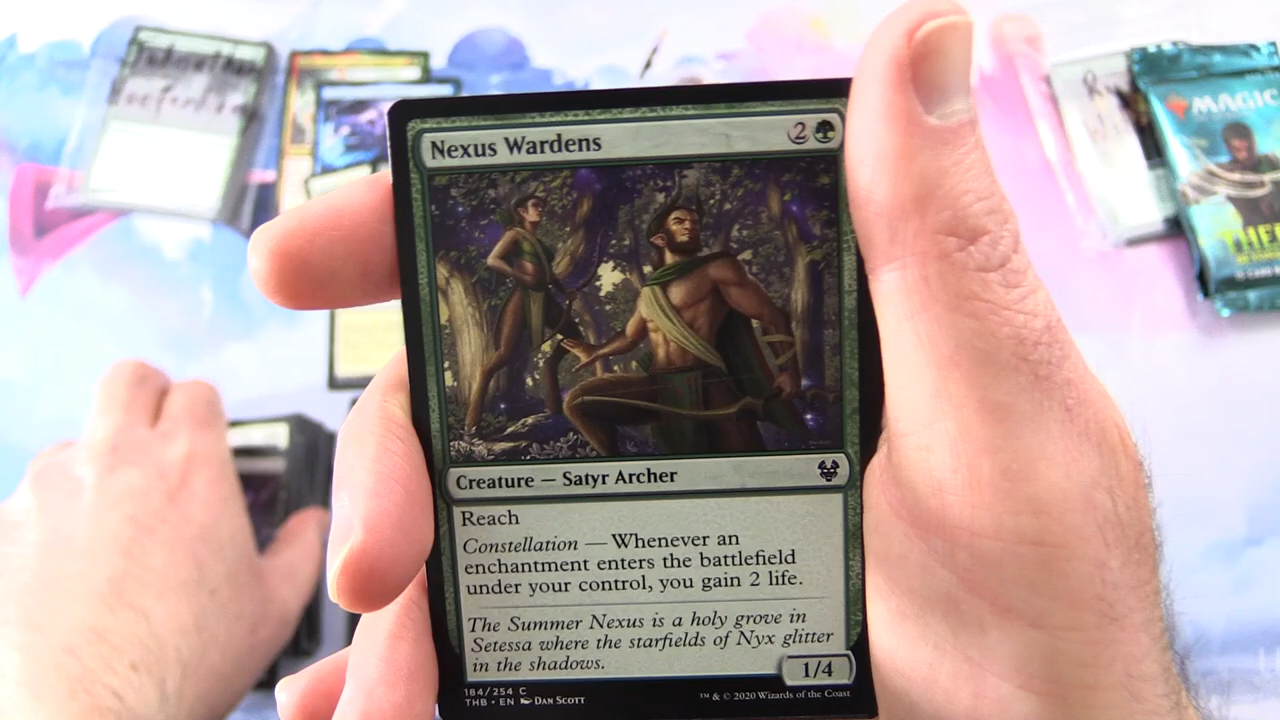 MAGIC
THE
Nexus Wardens 2
Creature — Satyr Archer
Reach
Constellation — Whenever an
enchantment enters the battlefield
under your control, you gain 2 life.
The Summer Nexus is a holy grove in
Setessa where the starfields of Nyx glitter
in the shadows.
1/4
184/254 C
THB • EN DAN SCOTT
™ & © 2020 Wizards of the Coast